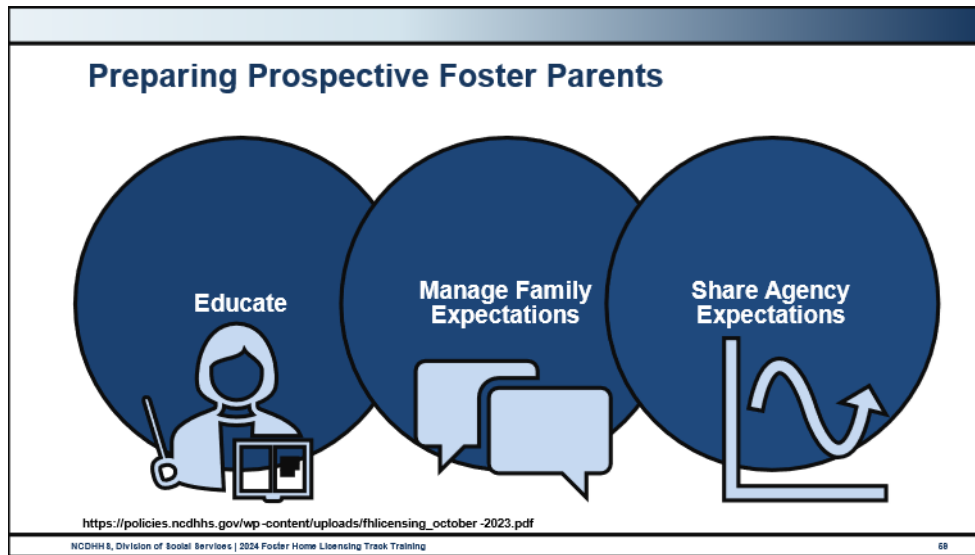 Preparing Prospective Foster Parents
Educate
Manage Family
Expectations
Share Agency
Expectations
https://policies.ncdhhs.gov/wp-content/uploads/fhlicensing_october -2023.pdf
NCDHHS, Division of Social Services | 2024 Foster Home Licensing Track Training
58